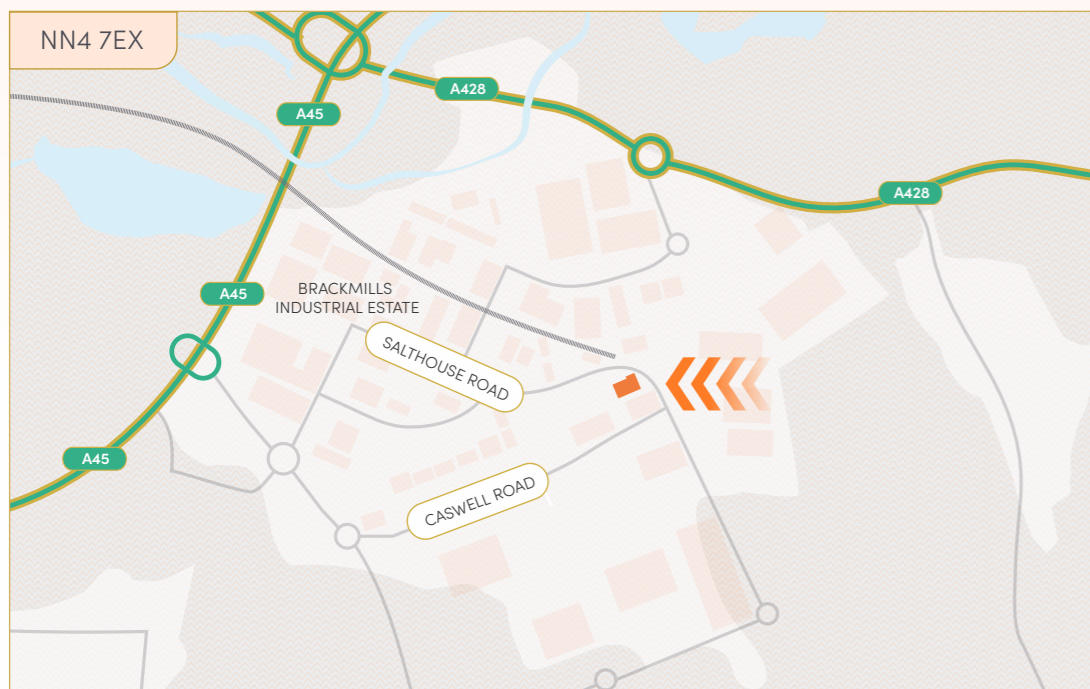 NN4 7EX
A428
A45
A428
A45
BRACKMILLS
INDUSTRIAL ESTATE
SALTHOUSE ROAD
A45
CASWELL ROAD